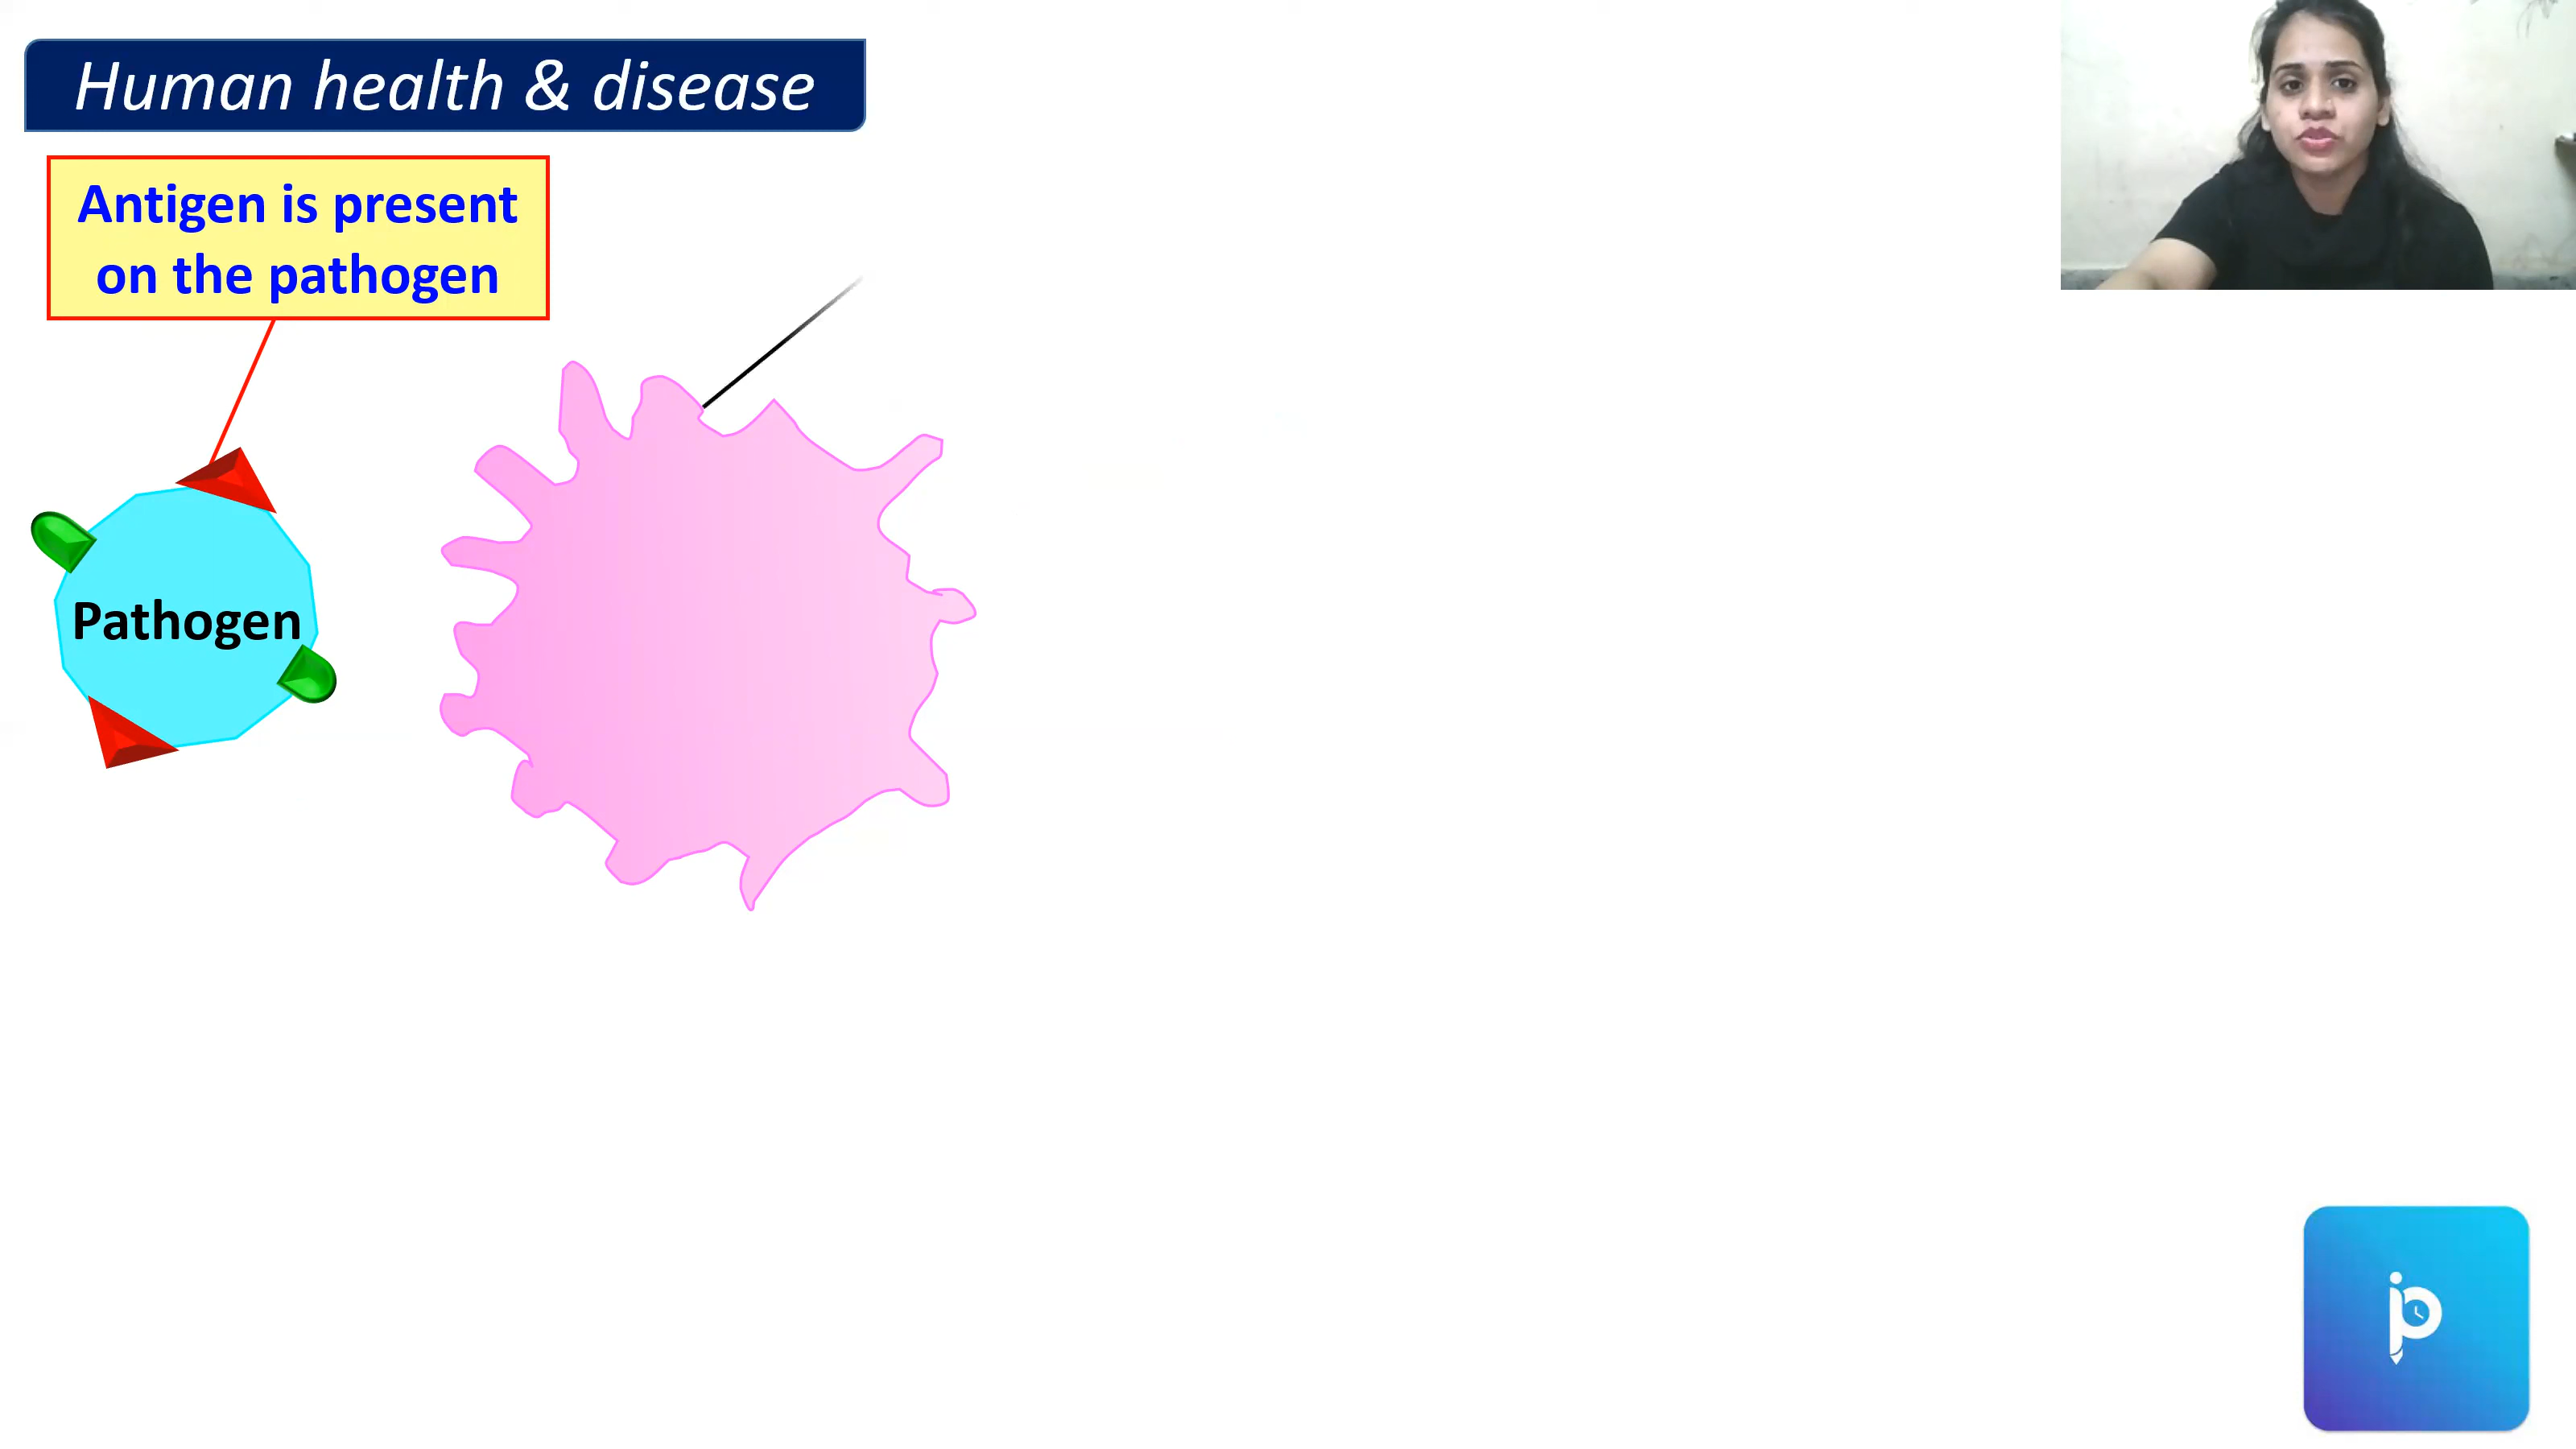 Human health & disease
Antigen is present
on the pathogen
Pathogen